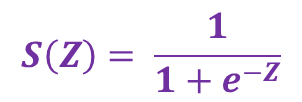 S(Z) = 1 / (1 + e^{-Z})